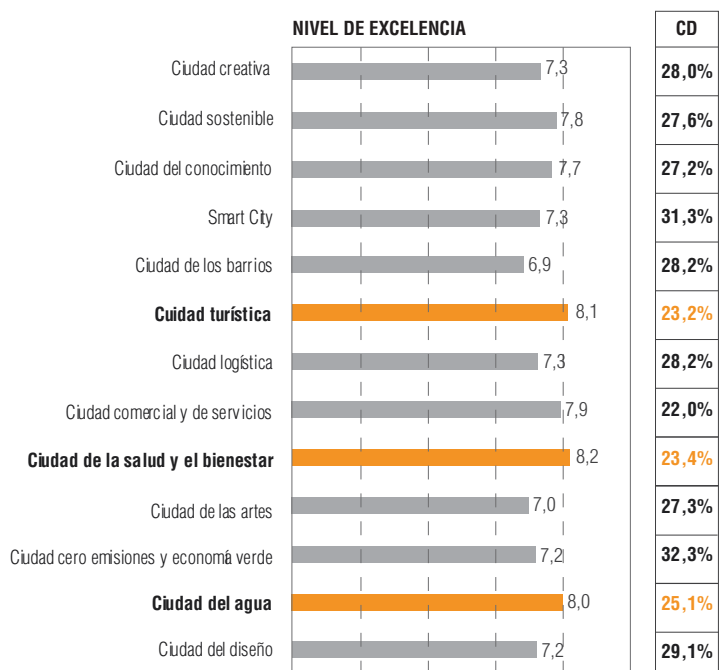 NIVEL DE EXCELENCIA CD
Ciudad creativa 7,3 28,0%
Ciudad sostenible 7,8 27,6%
Ciudad del conocimiento 7,7 27,2%
Smart City 7,3 31,3%
Ciudad de los barrios 6,9 28,2%
Cuidad turística 8,1 23,2%
Ciudad logística 7,3 28,2%
Ciudad comercial y de servicios 7,9 22,0%
Ciudad de la salud y el bienestar 8,2 23,4%
Ciudad de las artes 7,0 27,3%
Ciudad cero emisiones y economía verde 7,2 32,3%
Ciudad del agua 8,0 25,1%
Ciudad del diseño 7,2 29,1%